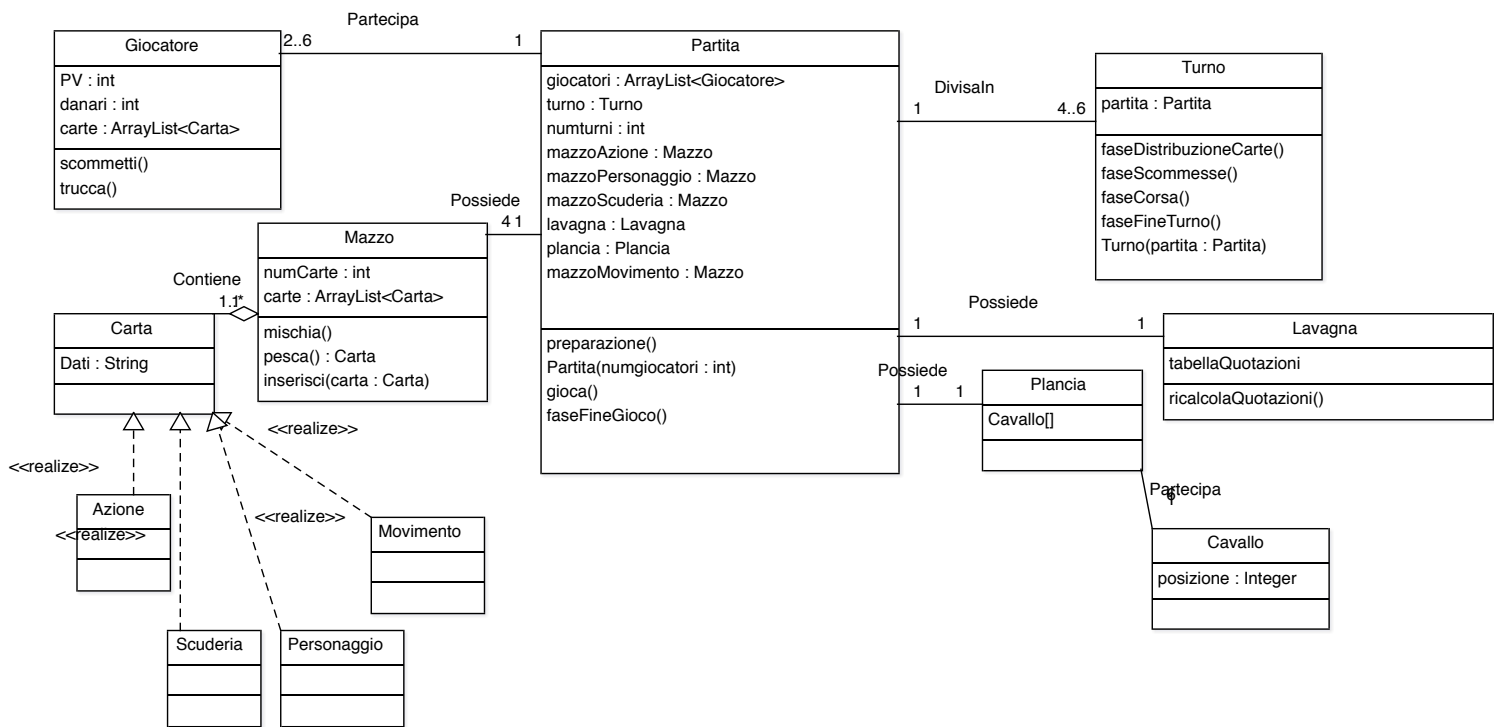 Partecipa
Giocatore
2..6
1
PV : int
danari : int
carte : ArrayList<Carta>
scommetti()
trucca()
Partita
giocatori : ArrayList<Giocatore>
turno : Turno
numturni : int
mazzoAzione : Mazzo
mazzoPersonaggio : Mazzo
mazzoScuderia : Mazzo
lavagna : Lavagna
plancia : Plancia
mazzoMovimento : Mazzo
preparazione()
Partita(numgiocatori : int)
gioca()
faseFineGioco()
DivisaIn
1
4..6
Turno
partita : Partita
faseDistribuzioneCarte()
faseScommesse()
faseCorsa()
faseFineTurno()
Turno(partita : Partita)
Possiede
4
1
Mazzo
numCarte : int
carte : ArrayList<Carta>
mischia()
pesca() : Carta
inserisci(carta : Carta)
Contiene
Carta
Dati : String
Possiede
1
1
Lavagna
tabellaQuotazioni
ricalcolaQuotazioni()
Possiede
1
1
Plancia
Cavallo[]
Partecipa
Cavallo
posizione : Integer
<<realize>>
<<realize>>
<<realize>>
<<realize>>
Azione
Movimento
Scuderia
Personaggio